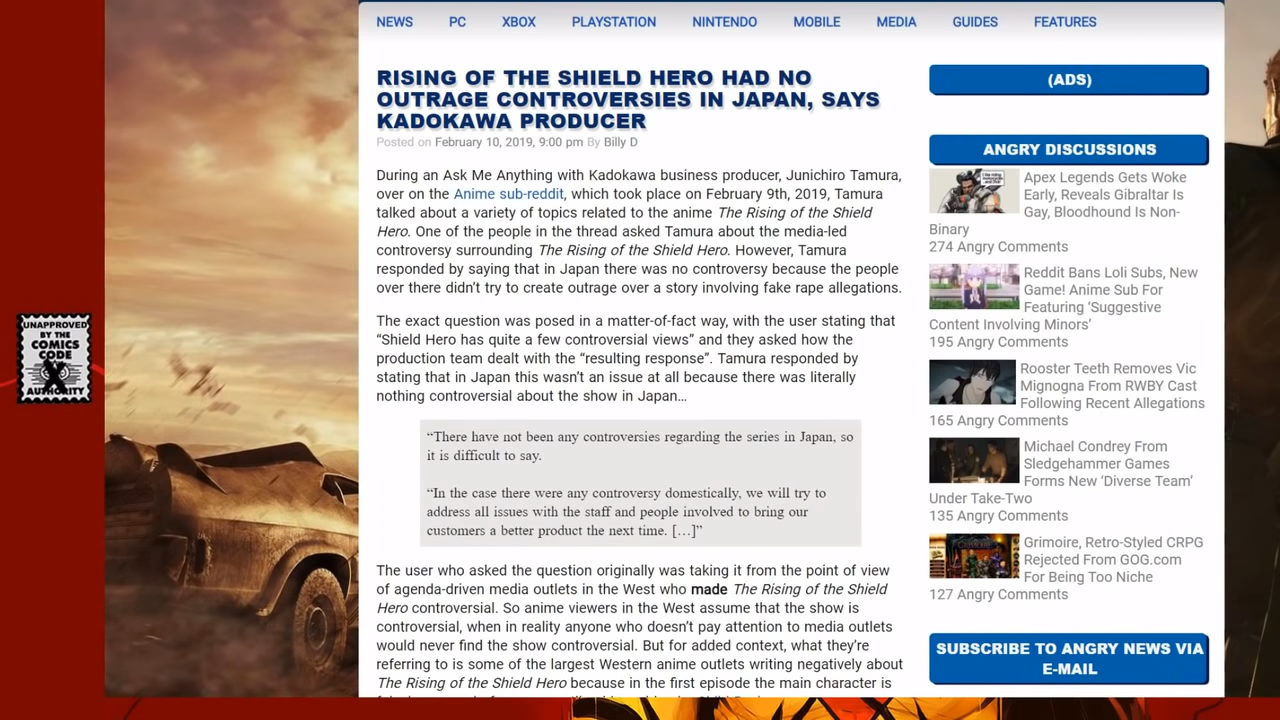 NEWS PC XBOX PLAYSTATION NINTENDO MOBILE MEDIA GUIDES FEATURES
RISING OF THE SHIELD HERO HAD NO
OUTRAGE CONTROVERSIES IN JAPAN, SAYS
KADOKAWA PRODUCER
Posted on February 10, 2019, 9:00 pm By Billy D
During an Ask Me Anything with Kadokawa business producer, Junichiro Tamura,
over on the Anime sub-reddit, which took place on February 9th, 2019, Tamura
talked about a variety of topics related to the anime The Rising of the Shield
Hero. One of the people in the thread asked Tamura about the media-led
controversy surrounding The Rising of the Shield Hero. However, Tamura
responded by saying that in Japan there was no controversy because the people
over there didn't try to create outrage over a story involving fake rape allegations.
The exact question was posed in a matter-of-fact way, with the user stating that
“Shield Hero has quite a few controversial views” and they asked how the
production team dealt with the “resulting response”. Tamura responded by
stating that in Japan this wasn't an issue at all because there was literally
nothing controversial about the show in Japan…
“There have not been any controversies regarding the series in Japan, so
it is difficult to say.
“In the case there were any controversy domestically, we will try to
address all issues with the staff and people involved to bring our
customers a better product the next time. […]”
The user who asked the question originally was taking it from the point of view
of agenda-driven media outlets in the West who made The Rising of the Shield
Hero controversial. So anime viewers in the West assume that the show is
controversial, when in reality anyone who doesn't pay attention to media outlets
would never find the show controversial. But for added context, what they're
referring to is some of the largest Western anime outlets writing negatively about
The Rising of the Shield Hero because in the first episode the main character is
(ADS)
ANGRY DISCUSSIONS
Apex Legends Gets Woke
Early, Reveals Gibraltar Is
Gay, Bloodhound Is Non-
Binary
274 Angry Comments
Reddit Bans Loli Subs, New
Game! Anime Sub For
Featuring ‘Suggestive
Content Involving Minors’
195 Angry Comments
Rooster Teeth Removes Vic
Mignogna From RWBY Cast
Following Recent Allegations
165 Angry Comments
Michael Condrey From
Sledgehammer Games
Forms New ‘Diverse Team’
Under Take-Two
135 Angry Comments
Grimoire, Retro-Styled CRPG
Rejected From GOG.com
For Being Too Niche
127 Angry Comments
SUBSCRIBE TO ANGRY NEWS VIA
E-MAIL
UNAPPROVED
BY THE
COMICS
CODE
AUTHORITY